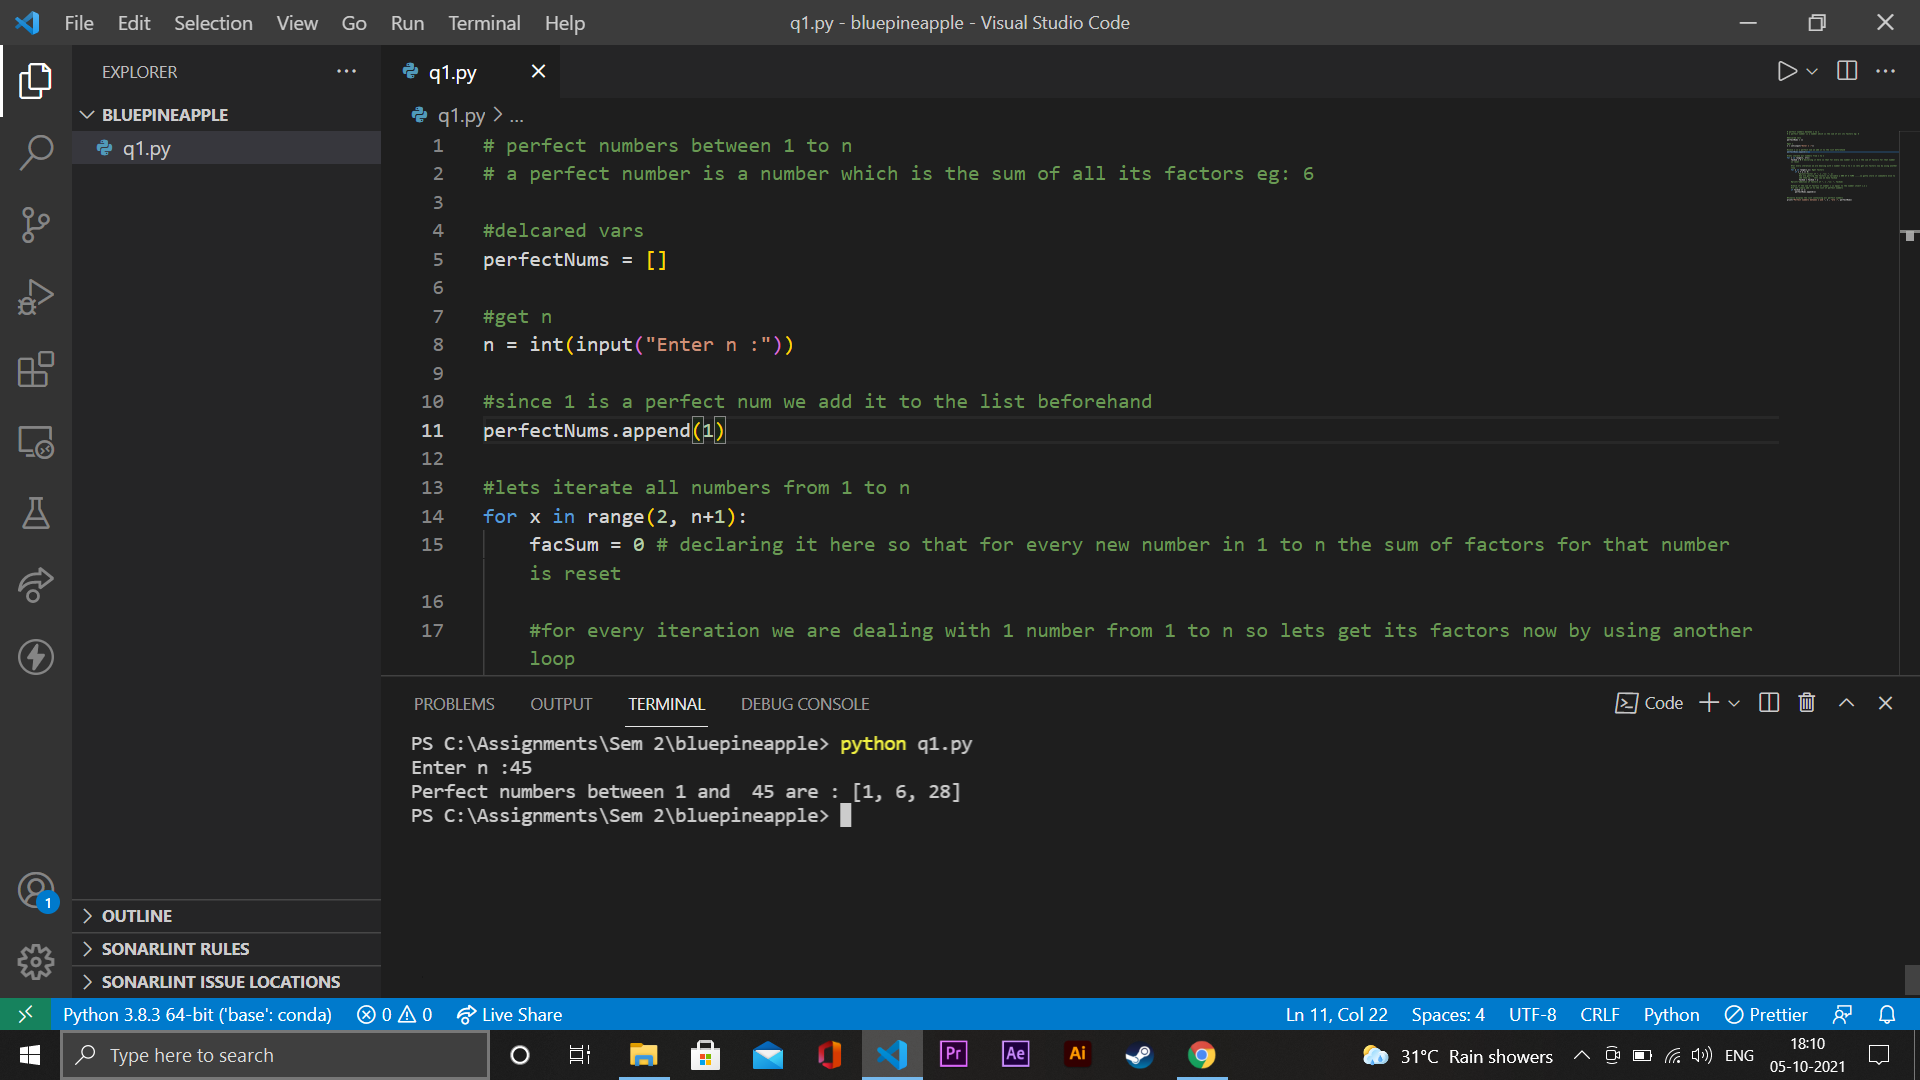 File Edit Selection View Go Run Terminal Help
q1.py - bluepineapple - Visual Studio Code
EXPLORER
BLUEPINEAPPLE
q1.py
q1.py
q1.py > ...
1 # perfect numbers between 1 to n
2 # a perfect number is a number which is the sum of all its factors eg: 6
3
4 #delcared vars
5 perfectNums = []
6
7 #get n
8 n = int(input("Enter n :"))
9
10 #since 1 is a perfect num we add it to the list beforehand
11 perfectNums.append(1)
12
13 #lets iterate all numbers from 1 to n
14 for x in range(2, n+1):
15 facSum = 0 # declaring it here so that for every new number in 1 to n the sum of factors for that number
is reset
16
17 #for every iteration we are dealing with 1 number from 1 to n so lets get its factors now by using another
loop
PROBLEMS OUTPUT TERMINAL DEBUG CONSOLE
Code
PS C:\Assignments\Sem 2\bluepineapple> python q1.py
Enter n :45
Perfect numbers between 1 and  45 are : [1, 6, 28]
PS C:\Assignments\Sem 2\bluepineapple>
1
OUTLINE
SONARLINT RULES
SONARLINT ISSUE LOCATIONS
Python 3.8.3 64-bit ('base': conda) 0 0 Live Share
Ln 11, Col 22 Spaces: 4 UTF-8 CRLF Python Prettier
Type here to search
Pr Ae Ai
31°C Rain showers
ENG
18:10
05-10-2021